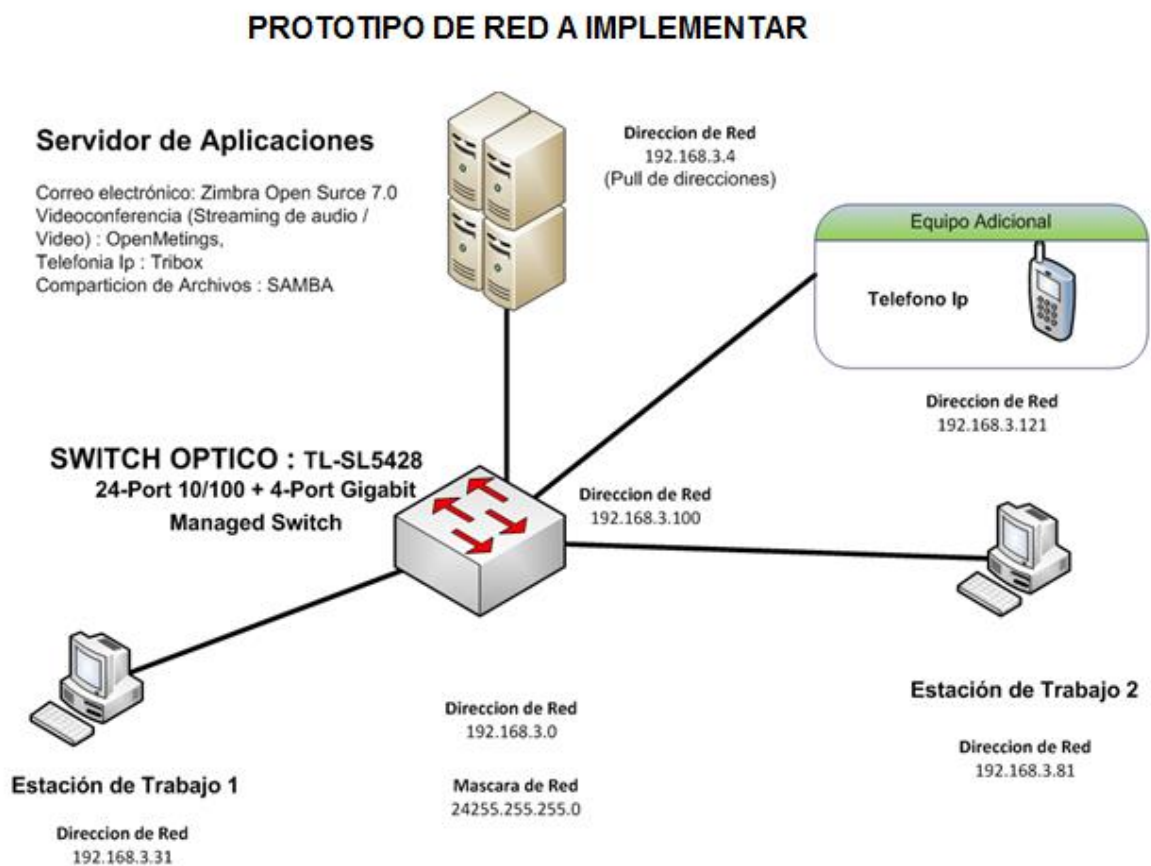 PROTOTIPO DE RED A IMPLEMENTAR
Servidor de Aplicaciones
Correo electrónico: Zimbra Open Surce 7.0
Videoconferencia (Streaming de audio /
Video) : OpenMetings,
Telefonia Ip : Tribox
Comparticion de Archivos : SAMBA
Direccion de Red
192.168.3.4
(Pull de direcciones)
Equipo Adicional
Telefono Ip
Direccion de Red
192.168.3.121
SWITCH OPTICO : TL-SL5428
24-Port 10/100 + 4-Port Gigabit
Managed Switch
Direccion de Red
192.168.3.100
Estación de Trabajo 2
Direccion de Red
192.168.3.81
Direccion de Red
192.168.3.0
Mascara de Red
24255.255.255.0
Estación de Trabajo 1
Direccion de Red
192.168.3.31